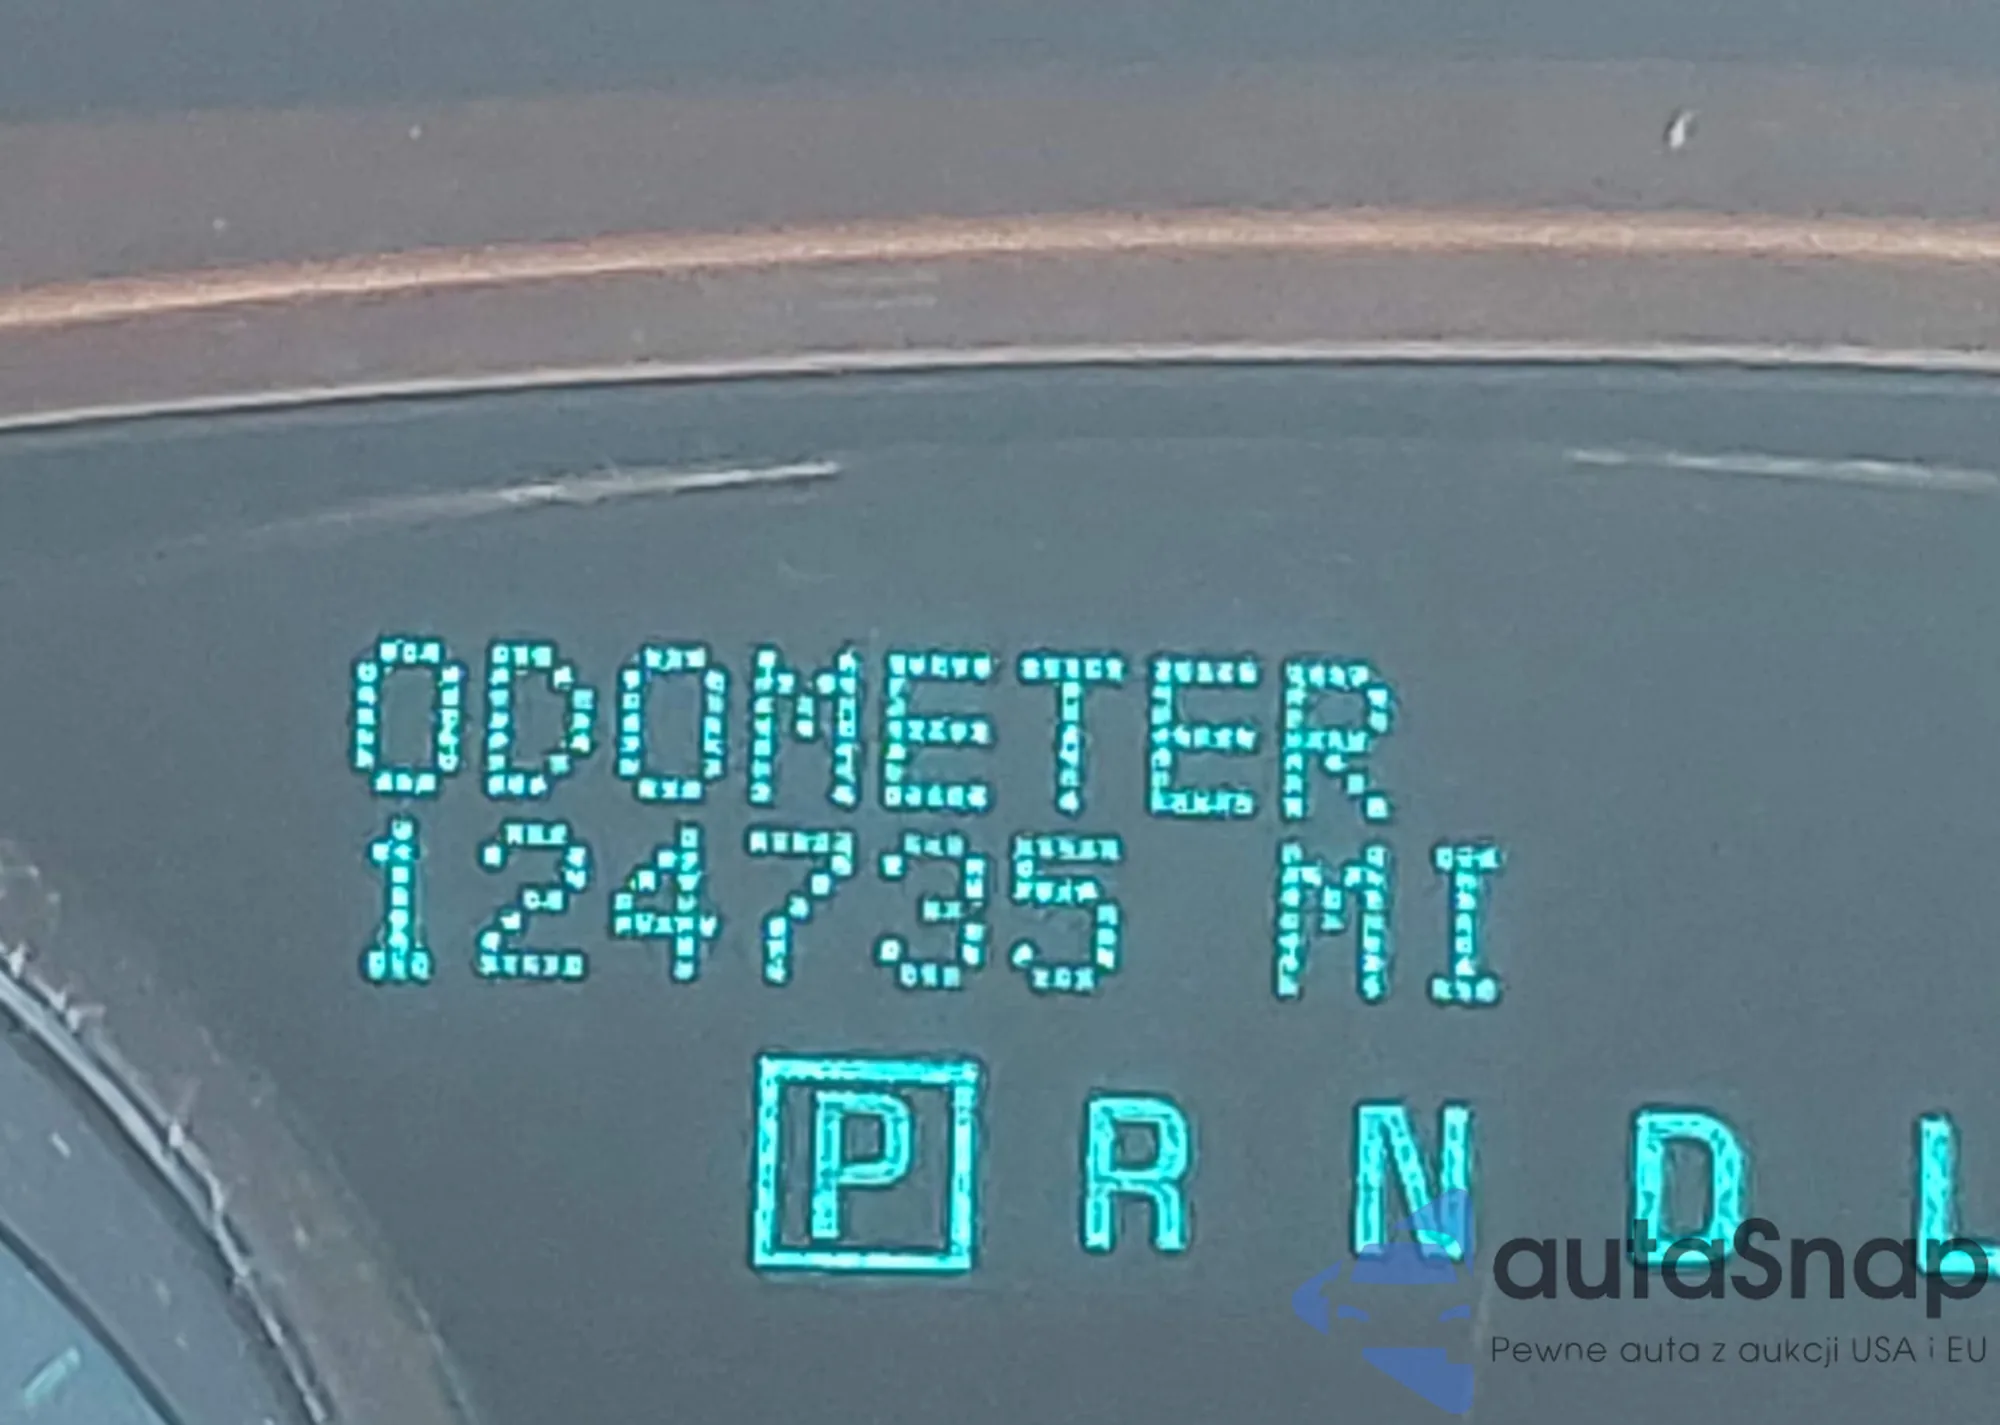 ODOMETER
124735 MI
P R N D L
autaSnap
Pewne auta z aukcji USA i EU